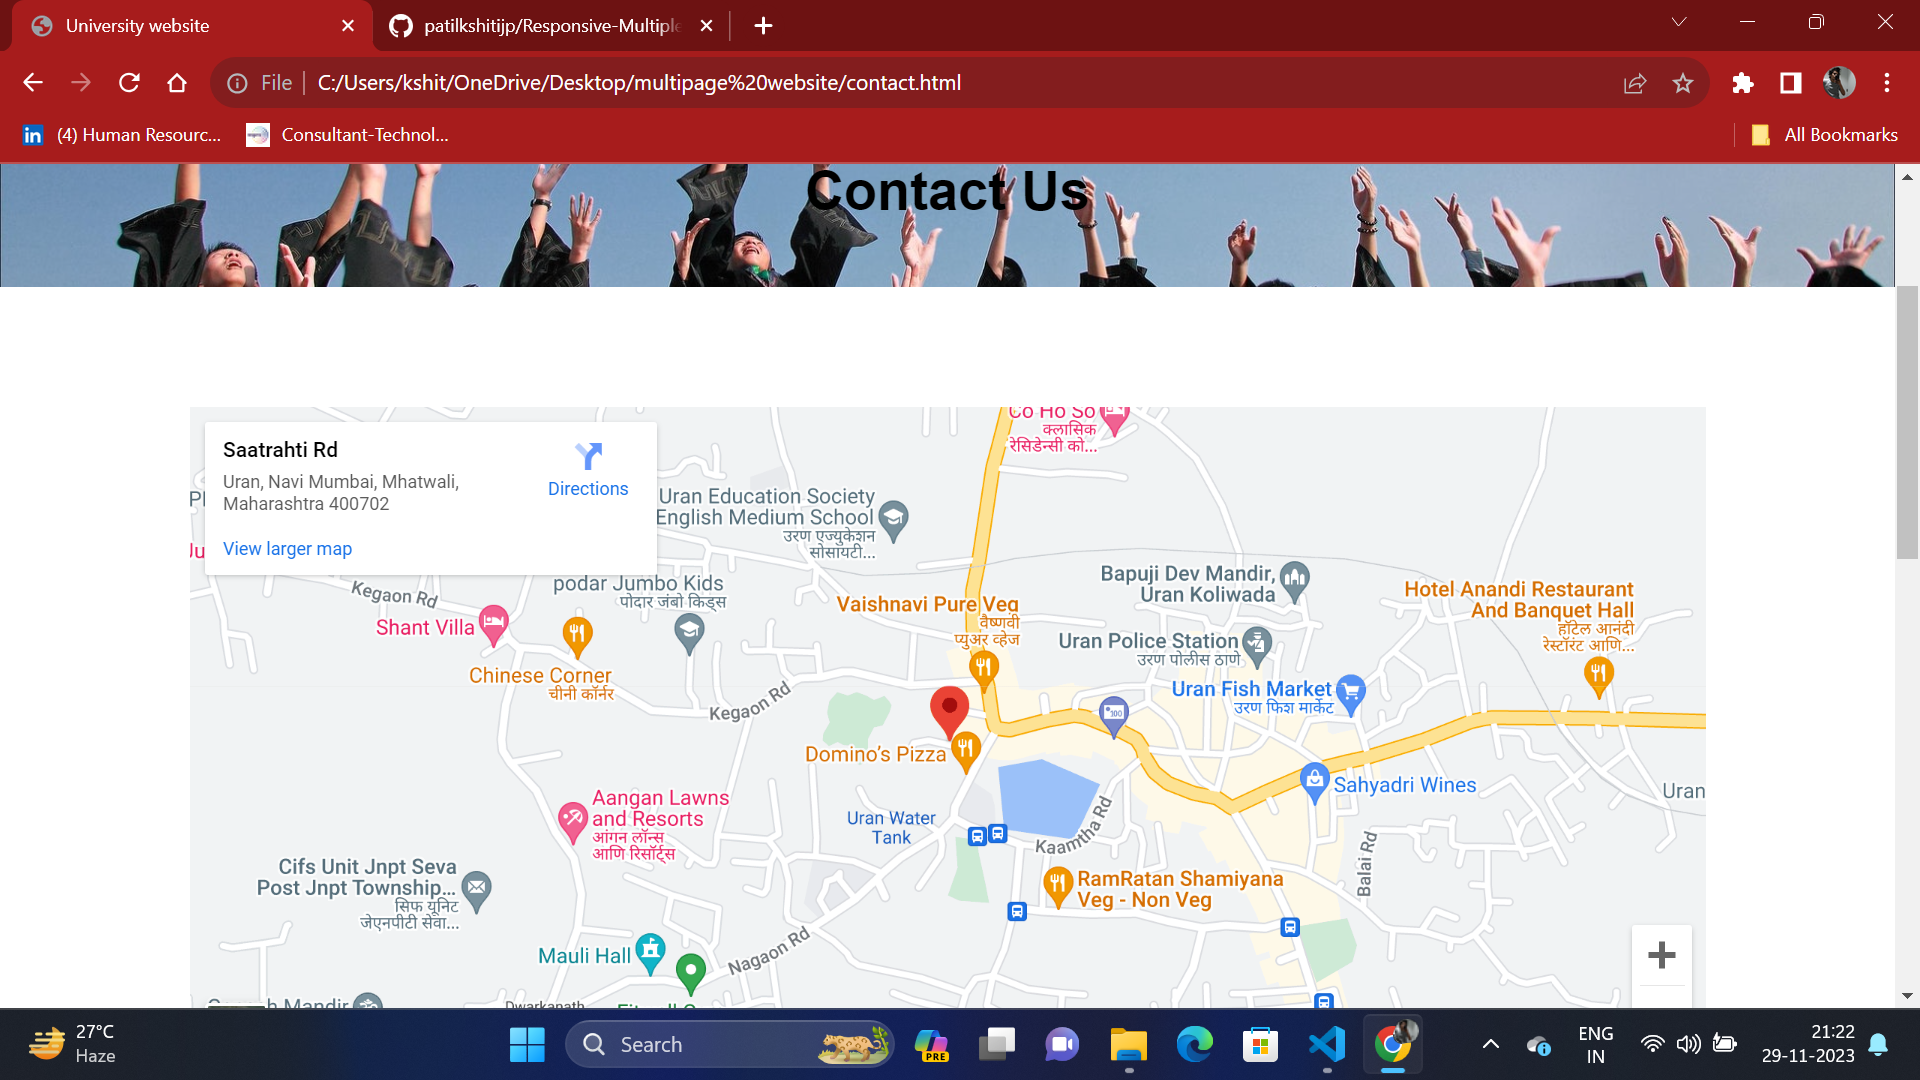 University website
patilkshitijp/Responsive-Multiple
File
C:/Users/kshit/OneDrive/Desktop/multipage%20website/contact.html
(4) Human Resourc...
Consultant-Technol...
All Bookmarks
Contact Us
Saatrahti Rd
Uran, Navi Mumbai, Mhatwali,
Maharashtra 400702
Directions
View larger map
Co Ho So
क्लासिक
रेसिडेन्सी को...
Uran Education Society
English Medium School
उरण एज्युकेशन
सोसायटी...
Ju
Kegaon Rd
podar Jumbo Kids
पोदार जंबो किड्स
Shant Villa
Chinese Corner
चीनी कॉर्नर
Vaishnavi Pure Veg
वैष्णवी
प्युअर व्हेज
Bapuji Dev Mandir,
Uran Koliwada
Uran Police Station
उरण पोलीस ठाणे
Hotel Anandi Restaurant
And Banquet Hall
हॉटेल आनंदी
रेस्टॉरंट आणि...
Uran Fish Market
उरण फिश मार्केट
Kegaon Rd
100
Domino's Pizza
Sahyadri Wines
Uran
Aangan Lawns
and Resorts
आंगन लॉन्स
आणि रिसॉर्ट्स
Uran Water
Tank
Kaamtha Rd
Balai Rd
Cifs Unit Jnpt Seva
Post Jnpt Township...
सिफ यूनिट
जेएनपीटी सेवा...
RamRatan Shamiyana
Veg - Non Veg
Mauli Hall
Nagaon Rd
Dwarkanath
27°C
Haze
Search
PRE
ENG
IN
21:22
29-11-2023